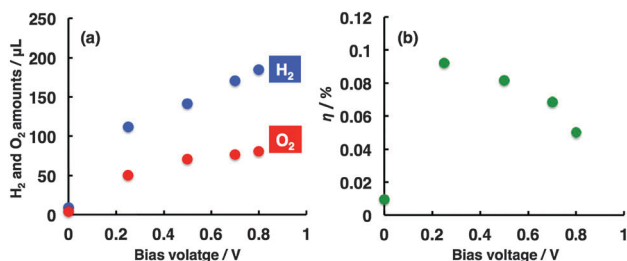 (a)
H₂ and O₂ amounts / μL
250
200
150
100
50
0
H₂
O₂
0 0.2 0.4 0.6 0.8 1
Bias volatge / V
(b)
η / %
0.12
0.1
0.08
0.06
0.04
0.02
0
0 0.2 0.4 0.6 0.8 1
Bias voltage / V